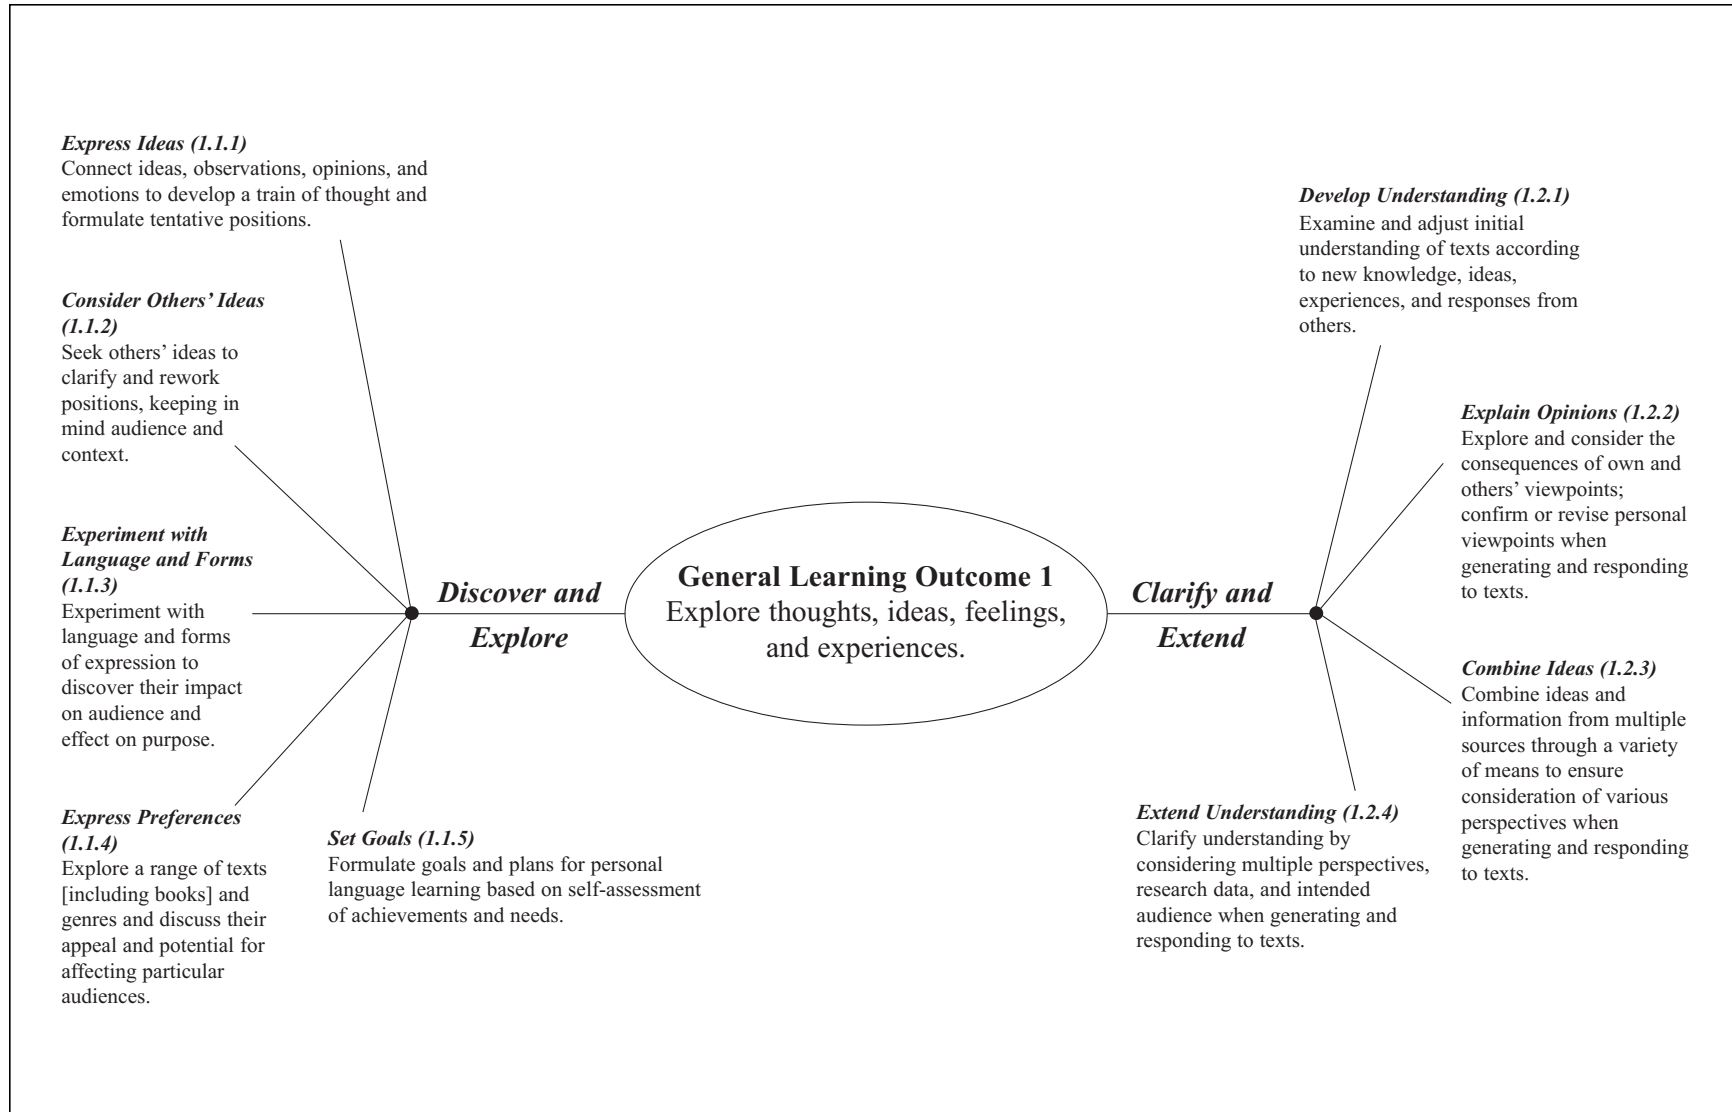 Express Ideas (1.1.1)
Connect ideas, observations, opinions, and
emotions to develop a train of thought and
formulate tentative positions.
Consider Others’ Ideas
(1.1.2)
Seek others’ ideas to
clarify and rework
positions, keeping in
mind audience and
context.
Experiment with
Language and Forms
(1.1.3)
Experiment with
language and forms
of expression to
discover their impact
on audience and
effect on purpose.
Express Preferences
(1.1.4)
Explore a range of texts
[including books] and
genres and discuss their
appeal and potential for
affecting particular
audiences.
Set Goals (1.1.5)
Formulate goals and plans for personal
language learning based on self-assessment
of achievements and needs.
Discover and
Explore
General Learning Outcome 1
Explore thoughts, ideas, feelings,
and experiences.
Clarify and
Extend
Develop Understanding (1.2.1)
Examine and adjust initial
understanding of texts according
to new knowledge, ideas,
experiences, and responses from
others.
Explain Opinions (1.2.2)
Explore and consider the
consequences of own and
others’ viewpoints;
confirm or revise personal
viewpoints when
generating and responding
to texts.
Combine Ideas (1.2.3)
Combine ideas and
information from multiple
sources through a variety
of means to ensure
consideration of various
perspectives when
generating and responding
to texts.
Extend Understanding (1.2.4)
Clarify understanding by
considering multiple perspectives,
research data, and intended
audience when generating and
responding to texts.